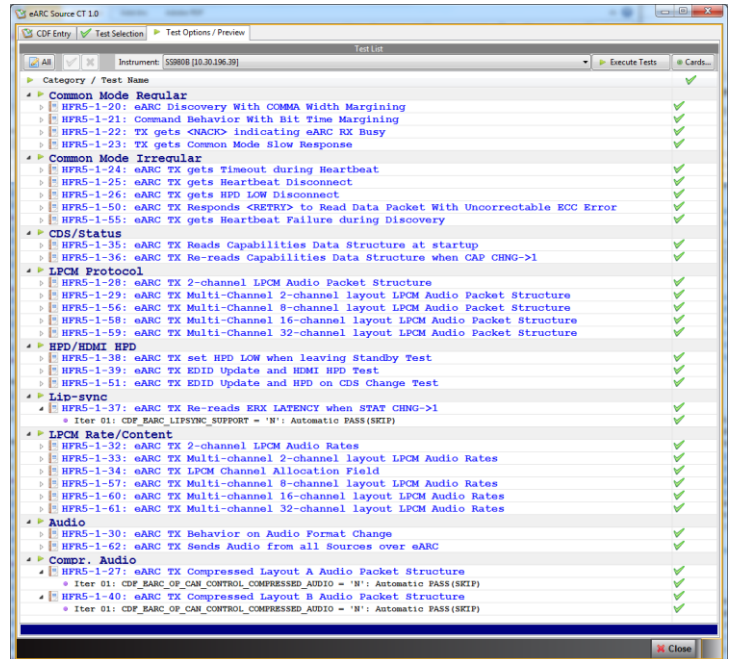 eARC Source CT 1.0
CDF Entry Test Selection Test Options / Preview
Test List
All Instrument: SS980B [10.30.196.39] Execute Tests Cards...
Category / Test Name
Common Mode Regular
HFR5-1-20: eARC Discovery With COMMA Width Margining
HFR5-1-21: Command Behavior With Bit Time Margining
HFR5-1-22: TX gets <NACK> indicating eARC RX Busy
HFR5-1-23: TX gets Common Mode Slow Response
Common Mode Irregular
HFR5-1-24: eARC TX gets Timeout during Heartbeat
HFR5-1-25: eARC TX gets Heartbeat Disconnect
HFR5-1-26: eARC TX gets HPD LOW Disconnect
HFR5-1-50: eARC TX Responds <RETRY> to Read Data Packet With Uncorrectable ECC Error
HFR5-1-55: eARC TX gets Heartbeat Failure during Discovery
CDS/Status
HFR5-1-35: eARC TX Reads Capabilities Data Structure at startup
HFR5-1-36: eARC TX Re-reads Capabilities Data Structure when CAP CHNG->1
LPCM Protocol
HFR5-1-28: eARC TX 2-channel LPCM Audio Packet Structure
HFR5-1-29: eARC TX Multi-Channel 2-channel layout LPCM Audio Packet Structure
HFR5-1-56: eARC TX Multi-Channel 8-channel layout LPCM Audio Packet Structure
HFR5-1-58: eARC TX Multi-Channel 16-channel layout LPCM Audio Packet Structure
HFR5-1-59: eARC TX Multi-Channel 32-channel layout LPCM Audio Packet Structure
HPD/HDMI HPD
HFR5-1-38: eARC TX set HPD LOW when leaving Standby Test
HFR5-1-39: eARC TX EDID Update and HDMI HPD Test
HFR5-1-51: EDID Update and HPD on CDS Change Test
Lip-sync
HFR5-1-37: eARC TX Re-reads ERX LATENCY when STAT CHNG->1
Iter 01: CDF_EARC_LIPSYNC_SUPPORT = 'N': Automatic PASS(SKIP)
LPCM Rate/Content
HFR5-1-32: eARC TX 2-channel LPCM Audio Rates
HFR5-1-33: eARC TX Multi-Channel 2-channel layout LPCM Audio Rates
HFR5-1-34: eARC TX LPCM Channel Allocation Field
HFR5-1-57: eARC TX Multi-Channel 8-channel layout LPCM Audio Rates
HFR5-1-60: eARC TX Multi-Channel 16-channel layout LPCM Audio Rates
HFR5-1-61: eARC TX Multi-Channel 32-channel layout LPCM Audio Rates
Audio
HFR5-1-30: eARC TX Behavior on Audio Format Change
HFR5-1-62: eARC TX Sends Audio from all Sources over eARC
Compr. Audio
HFR5-1-27: eARC TX Compressed Layout A Audio Packet Structure
Iter 01: CDF_EARC_OP_CAN_CONTROL_COMPRESSED_AUDIO = 'N': Automatic PASS(SKIP)
HFR5-1-40: eARC TX Compressed Layout B Audio Packet Structure
Iter 01: CDF_EARC_OP_CAN_CONTROL_COMPRESSED_AUDIO = 'N': Automatic PASS(SKIP)
Close